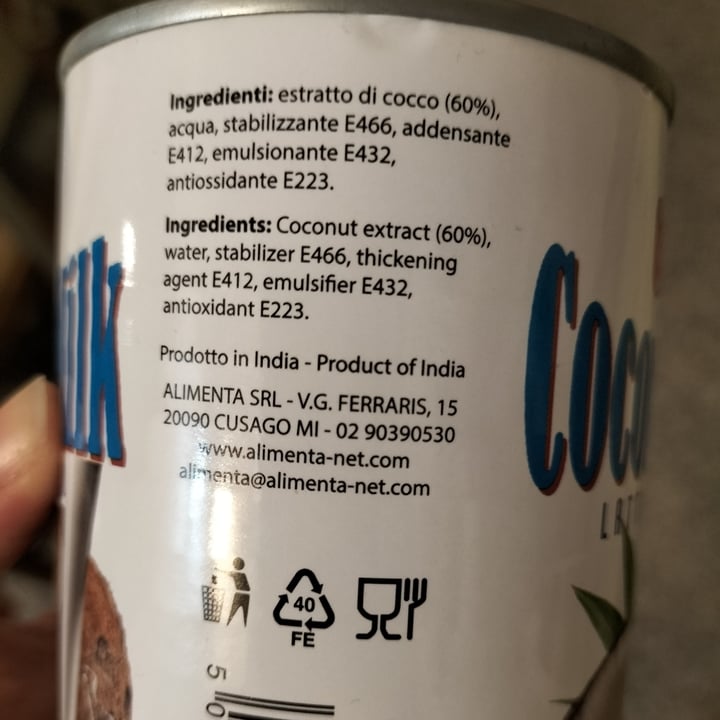 Ingredienti: estratto di cocco (60%),
acqua, stabilizzante E466, addensante
E412, emulsionante E432,
antiossidante E223.
Ingredients: Coconut extract (60%),
water, stabilizer E466, thickening
agent E412, emulsifier E432,
antioxidant E223.
Prodotto in India - Product of India
ALIMENTA SRL - V.G. FERRARIS, 15
20090 CUSAGO MI - 02 90390530
www.alimenta-net.com
alimenta@alimenta-net.com
40
FE
5 0